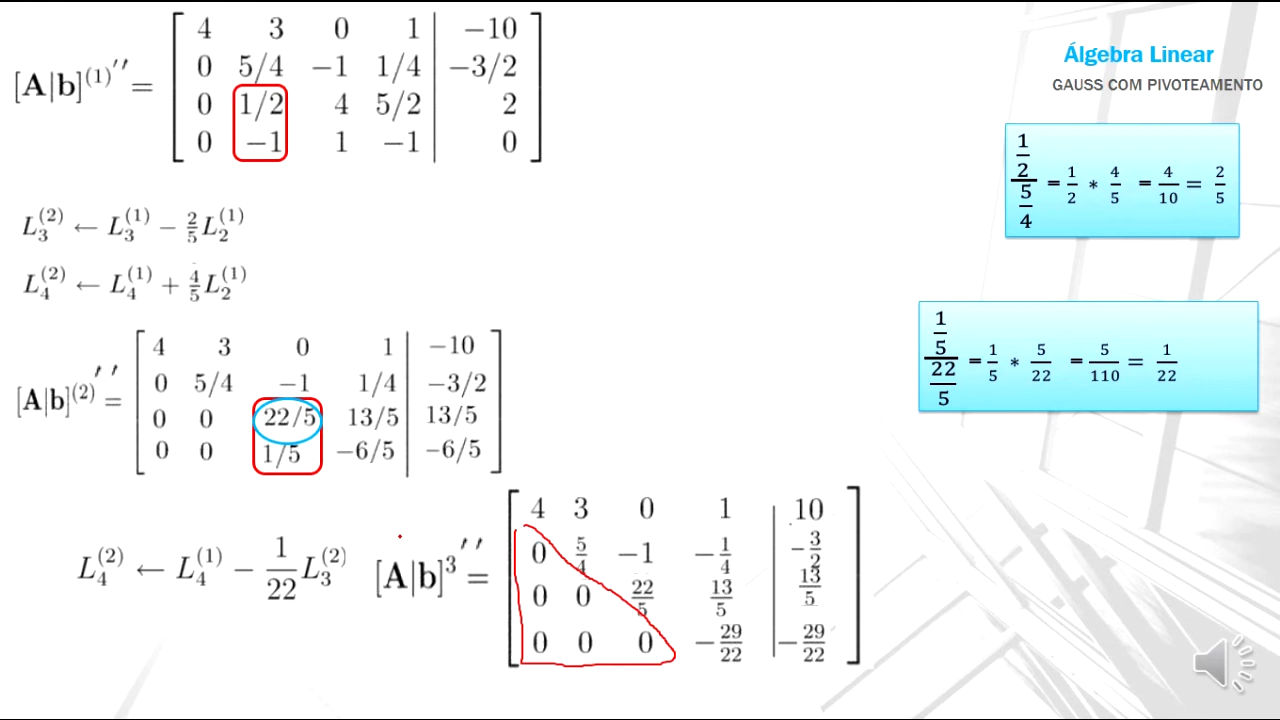 Álgebra Linear
GAUSS COM PIVOTEAMENTO
[A|b]^(1)′′ =
4 3 0 1 | −10
0 5/4 −1 1/4 | −3/2
0 1/2 4 5/2 | 2
0 −1 1 −1 | 0
1/2 / 5/4 = 1/2 * 4/5 = 4/10 = 2/5
L_3^(2) ← L_3^(1) − 2/5 L_2^(1)
L_4^(2) ← L_4^(1) + 4/5 L_2^(1)
[A|b]^(2)′′ =
4 3 0 1 | −10
0 5/4 −1 1/4 | −3/2
0 0 22/5 13/5 | 13/5
0 0 1/5 −6/5 | −6/5
1/5 / 22/5 = 1/5 * 5/22 = 5/110 = 1/22
L_4^(2) ← L_4^(1) − 1/22 L_3^(2)
[A|b]^3′′ =
4 3 0 1 | 10
0 5/4 −1 −1/4 | −3/2
0 0 22/5 13/5 | 13/5
0 0 0 −29/22 | −29/22